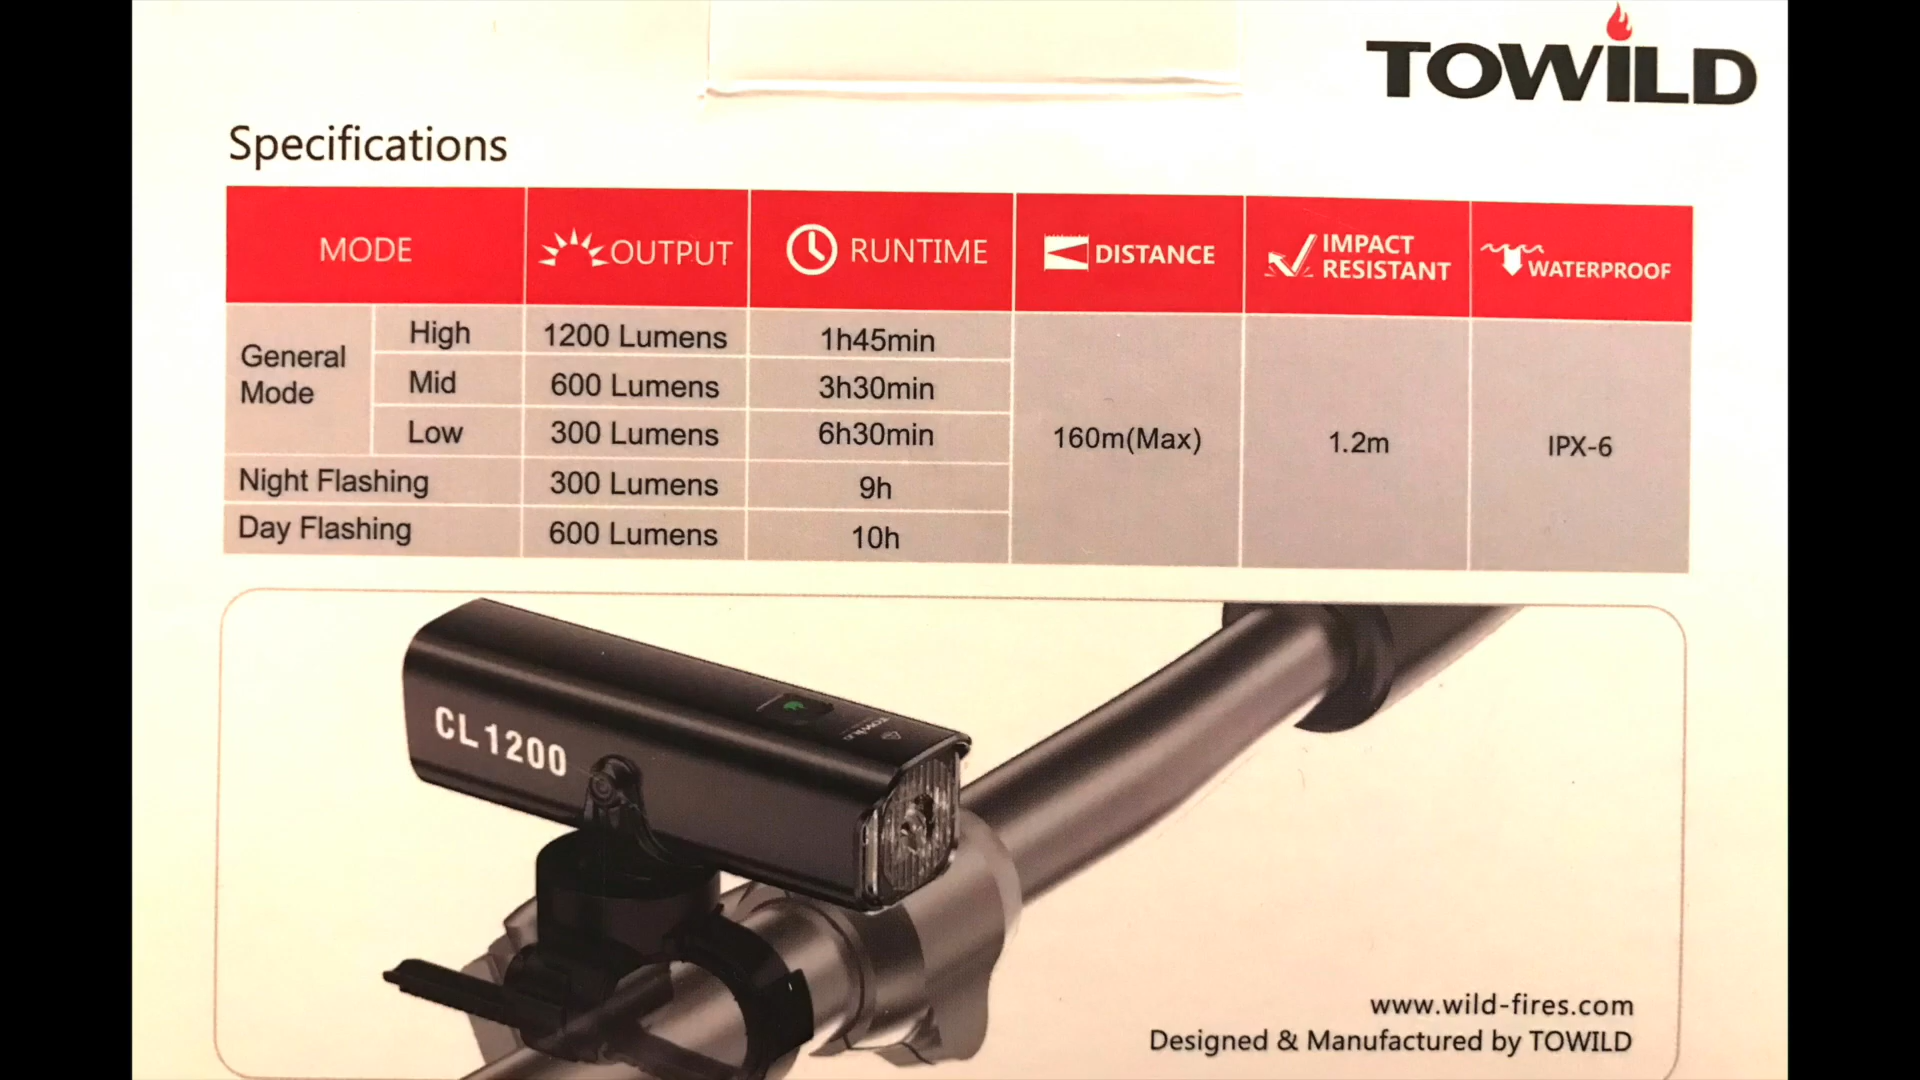 TOWiLD
Specifications
MODE OUTPUT RUNTIME DISTANCE IMPACT RESISTANT WATERPROOF
General Mode High 1200 Lumens 1h45min
Mid 600 Lumens 3h30min
Low 300 Lumens 6h30min
Night Flashing 300 Lumens 9h
Day Flashing 600 Lumens 10h
160m(Max) 1.2m IPX-6
CL1200
TOWiLD
www.wild-fires.com
Designed & Manufactured by TOWILD